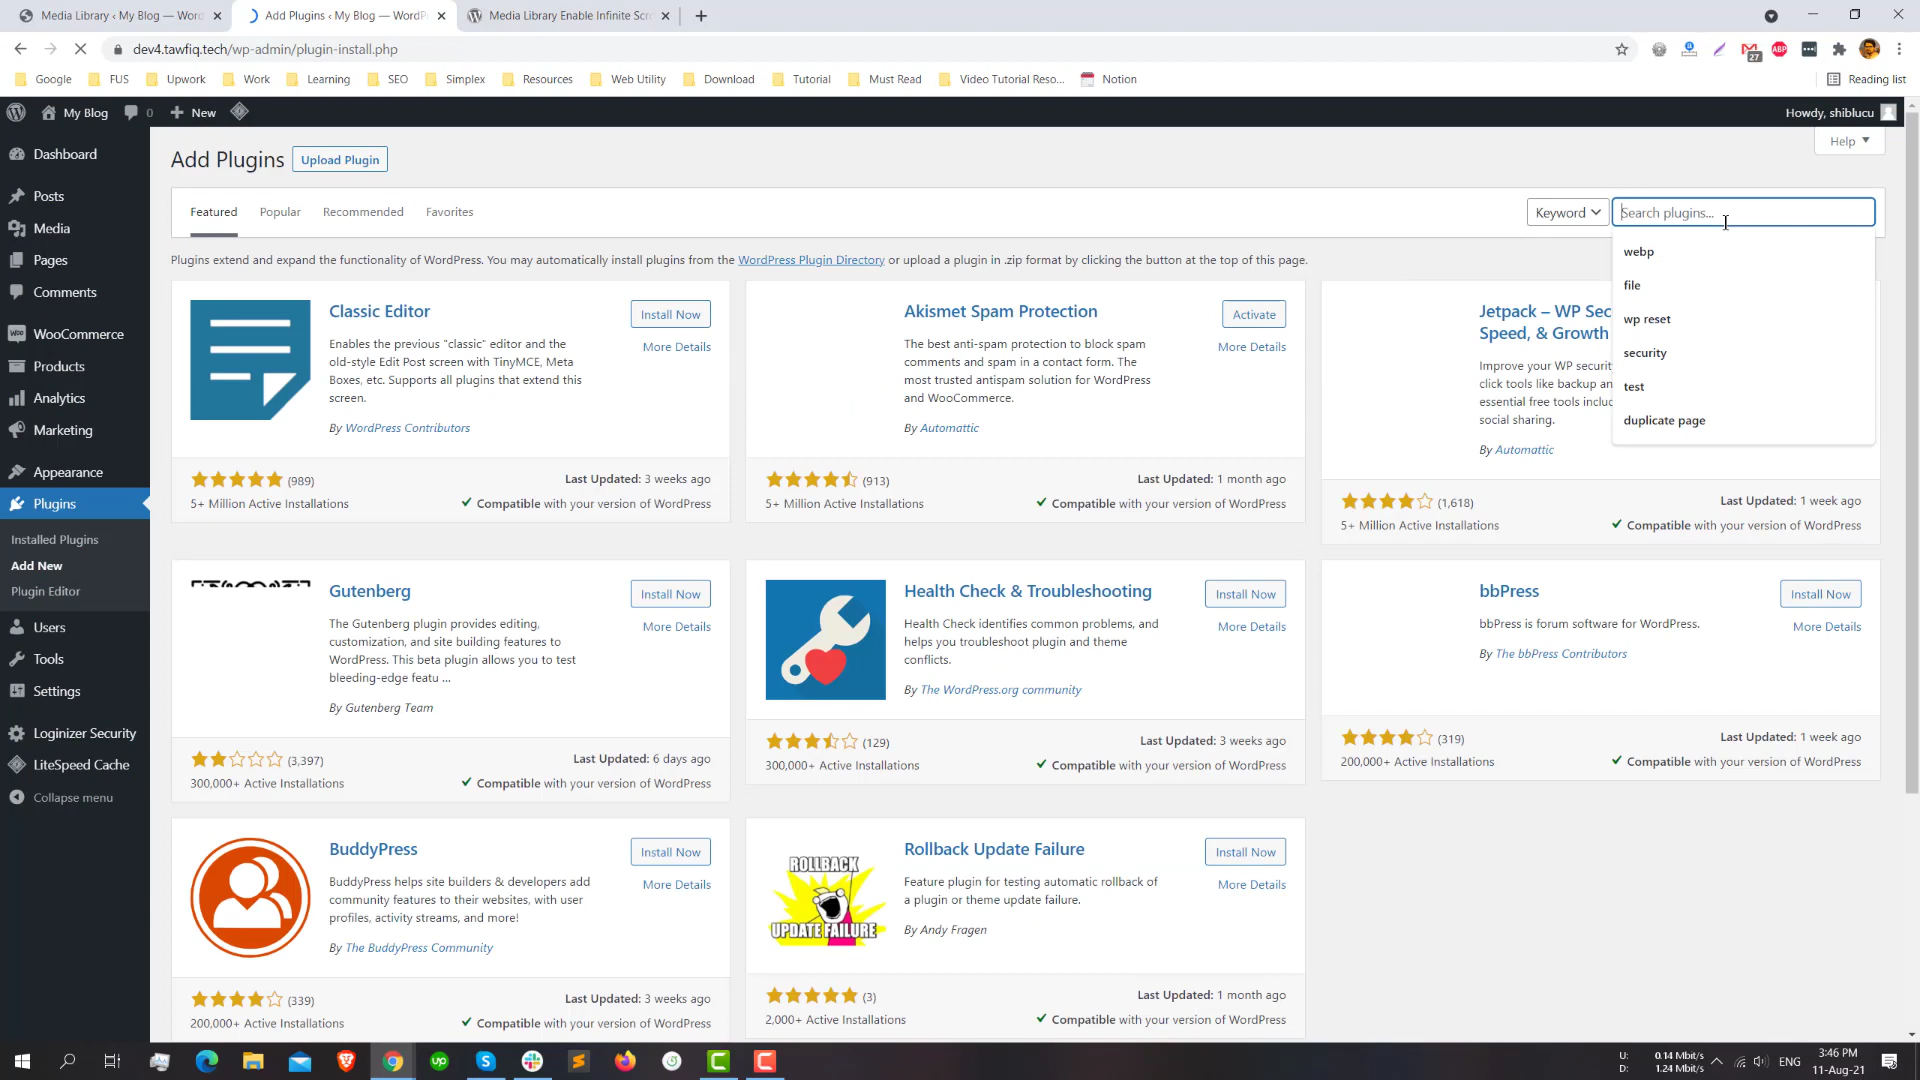 Media Library ‹ My Blog — Word
Add Plugins ‹ My Blog — WordP
Media Library Enable Infinite Scr
dev4.tawfiq.tech/wp-admin/plugin-install.php
27
ABP
Google
FUS
Upwork
Work
Learning
SEO
Simplex
Resources
Web Utility
Download
Tutorial
Must Read
Video Tutorial Reso...
Notion
Reading list
My Blog
0
New
Howdy, shiblucu
Dashboard
Posts
Media
Pages
Comments
WooCommerce
Products
Analytics
Marketing
Appearance
Plugins
Installed Plugins
Add New
Plugin Editor
Users
Tools
Settings
Loginizer Security
LiteSpeed Cache
Collapse menu
Add Plugins
Upload Plugin
Help
Featured
Popular
Recommended
Favorites
Keyword
Search plugins...
webp
file
wp reset
security
test
duplicate page
Plugins extend and expand the functionality of WordPress. You may automatically install plugins from the WordPress Plugin Directory or upload a plugin in .zip format by clicking the button at the top of this page.
Classic Editor
Install Now
More Details
Enables the previous "classic" editor and the
old-style Edit Post screen with TinyMCE, Meta
Boxes, etc. Supports all plugins that extend this
screen.
By WordPress Contributors
(989)
Last Updated: 3 weeks ago
5+ Million Active Installations
Compatible with your version of WordPress
Akismet Spam Protection
Activate
More Details
The best anti-spam protection to block spam
comments and spam in a contact form. The
most trusted antispam solution for WordPress
and WooCommerce.
By Automattic
(913)
Last Updated: 1 month ago
5+ Million Active Installations
Compatible with your version of WordPress
Jetpack – WP Sec
Speed, & Growth
Improve your WP securit
click tools like backup an
essential free tools includ
social sharing.
By Automattic
(1,618)
Last Updated: 1 week ago
5+ Million Active Installations
Compatible with your version of WordPress
Gutenberg
Install Now
More Details
The Gutenberg plugin provides editing,
customization, and site building features to
WordPress. This beta plugin allows you to test
bleeding-edge featu ...
By Gutenberg Team
(3,397)
Last Updated: 6 days ago
300,000+ Active Installations
Compatible with your version of WordPress
Health Check & Troubleshooting
Install Now
More Details
Health Check identifies common problems, and
helps you troubleshoot plugin and theme
conflicts.
By The WordPress.org community
(129)
Last Updated: 3 weeks ago
300,000+ Active Installations
Compatible with your version of WordPress
bbPress
Install Now
More Details
bbPress is forum software for WordPress.
By The bbPress Contributors
(319)
Last Updated: 1 week ago
200,000+ Active Installations
Compatible with your version of WordPress
BuddyPress
Install Now
More Details
BuddyPress helps site builders & developers add
community features to their websites, with user
profiles, activity streams, and more!
By The BuddyPress Community
(339)
Last Updated: 3 weeks ago
200,000+ Active Installations
Compatible with your version of WordPress
ROLLBACK
UPDATE FAILURE
Rollback Update Failure
Install Now
More Details
Feature plugin for testing automatic rollback of
a plugin or theme update failure.
By Andy Fragen
(3)
Last Updated: 1 month ago
2,000+ Active Installations
Compatible with your version of WordPress
U: 0.14 Mbit/s
D: 1.24 Mbit/s
ENG
3:46 PM
11-Aug-21